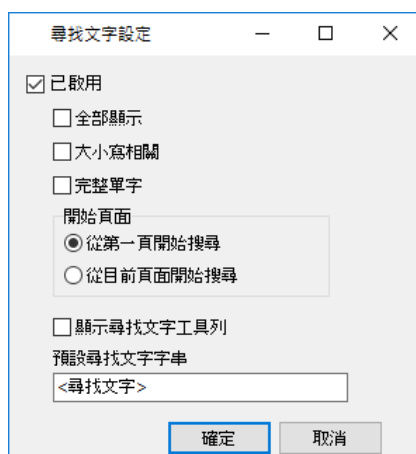 尋找文字設定
已啟用
全部顯示
大小寫相關
完整單字
開始頁面
從第一頁開始搜尋
從目前頁面開始搜尋
顯示尋找文字工具列
預設尋找文字字串
<尋找文字>
確定
取消